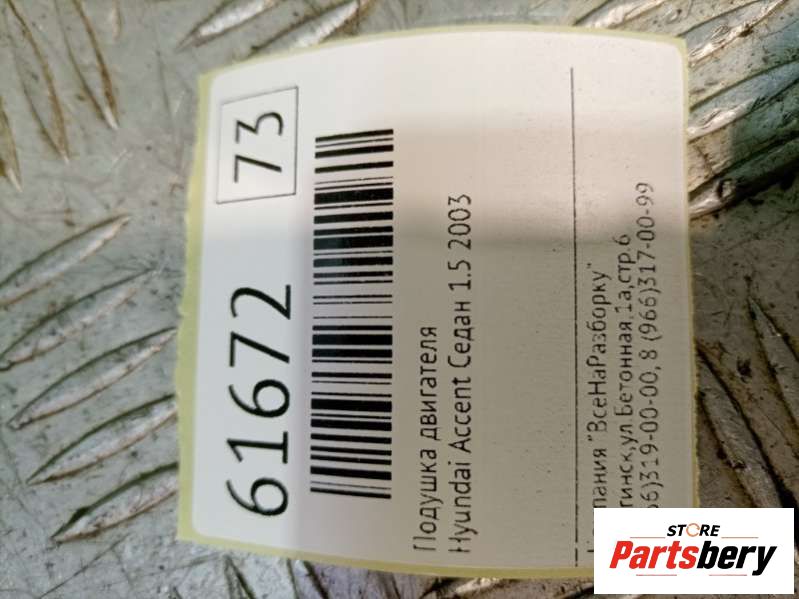 61672
73
Подушка двигателя
Hyundai Accent Седан 1.5 2003
"ВсеНаРазборку"
ул.Бетонная,1а,стр.6
319-00-00, 8 (966)317-00-99
STORE
Partsbery